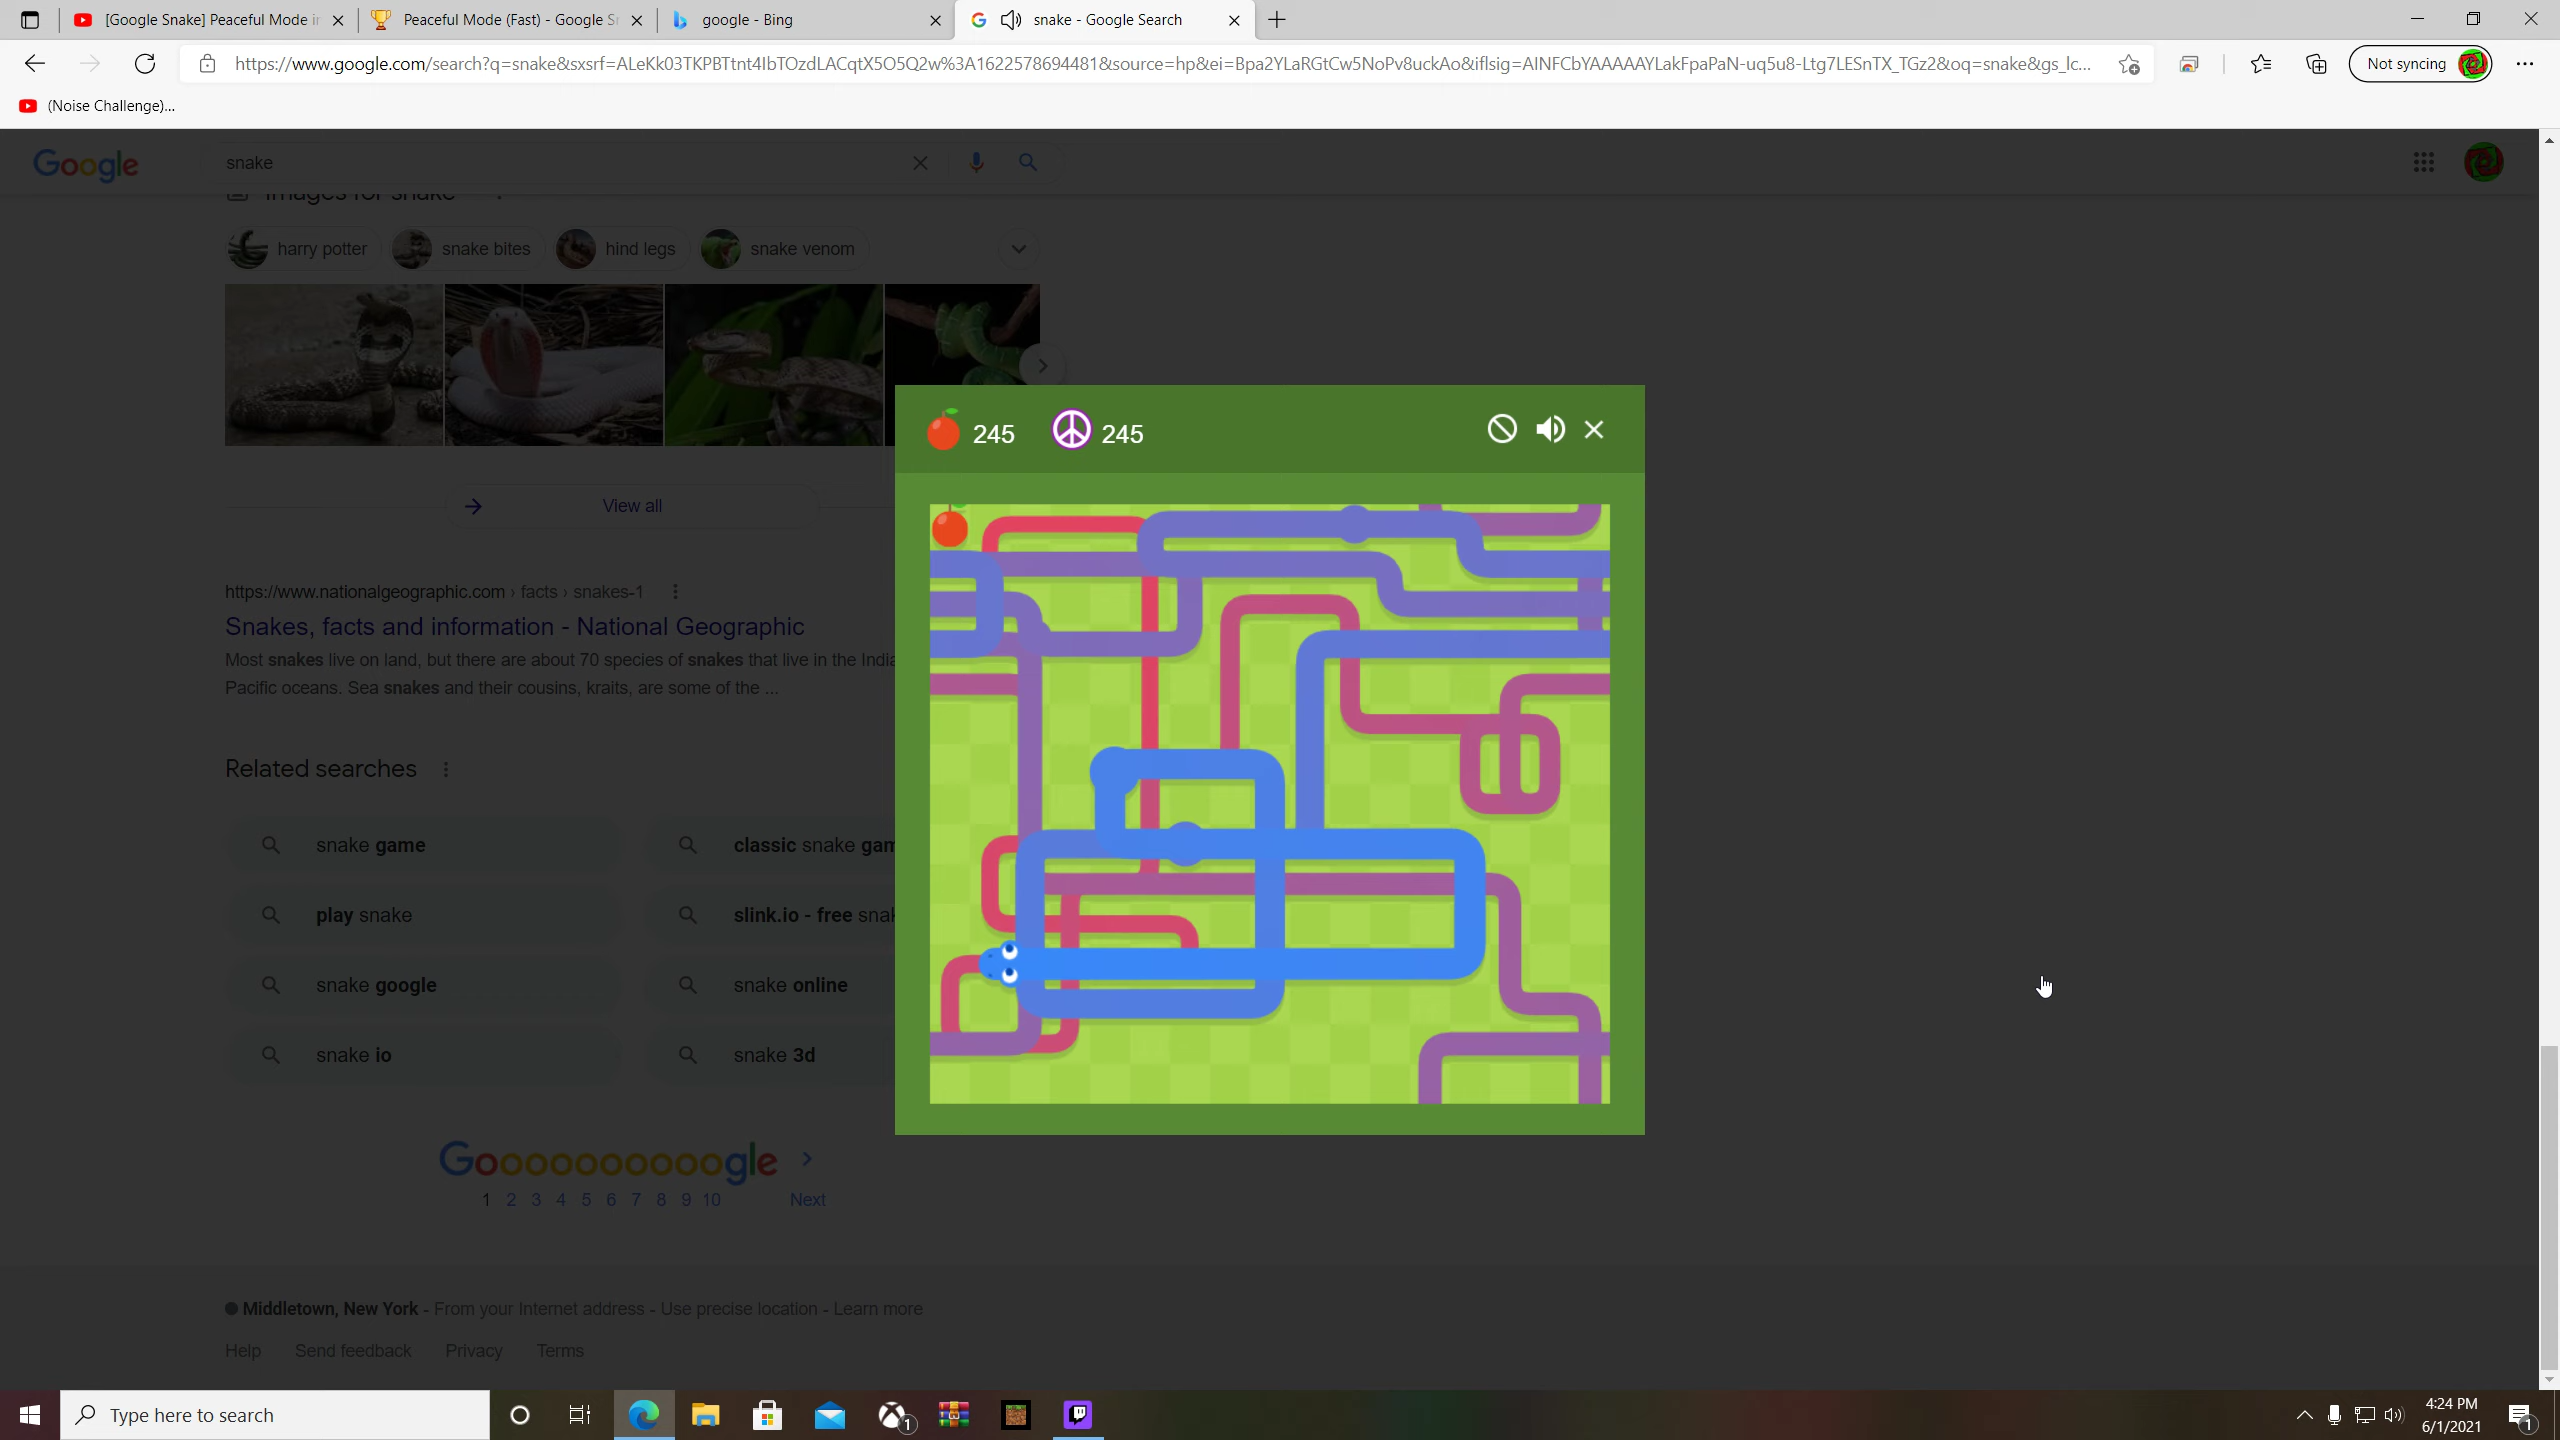 [Google Snake] Peaceful Mode i
Peaceful Mode (Fast) - Google S
google - Bing
snake - Google Search
https://www.google.com/search?q=snake&sxsrf=ALeKk03TKPBTtnt4IbTOzdLACqtX5O5Q2w%3A1622578694481&source=hp&ei=Bpa2YLaRGtCw5NoPv8uckAo&iflsig=AINFCbYAAAAAYLakFpaPaN-uq5u8-Ltg7LESnTX_TGz2&oq=snake&gs_lc...
Not syncing
(Noise Challenge)...
Google
snake
Images for snake
harry potter
snake bites
hind legs
snake venom
245
245
View all
https://www.nationalgeographic.com › facts › snakes-1
Snakes, facts and information - National Geographic
Most snakes live on land, but there are about 70 species of snakes that live in the India
Pacific oceans. Sea snakes and their cousins, kraits, are some of the ...
Related searches
snake game
classic snake gam
play snake
slink.io - free snak
snake google
snake online
snake io
snake 3d
Goooooooooogle
1 2 3 4 5 6 7 8 9 10 Next
Middletown, New York - From your Internet address - Use precise location - Learn more
Help Send feedback Privacy Terms
Type here to search
1
4:24 PM
6/1/2021
1